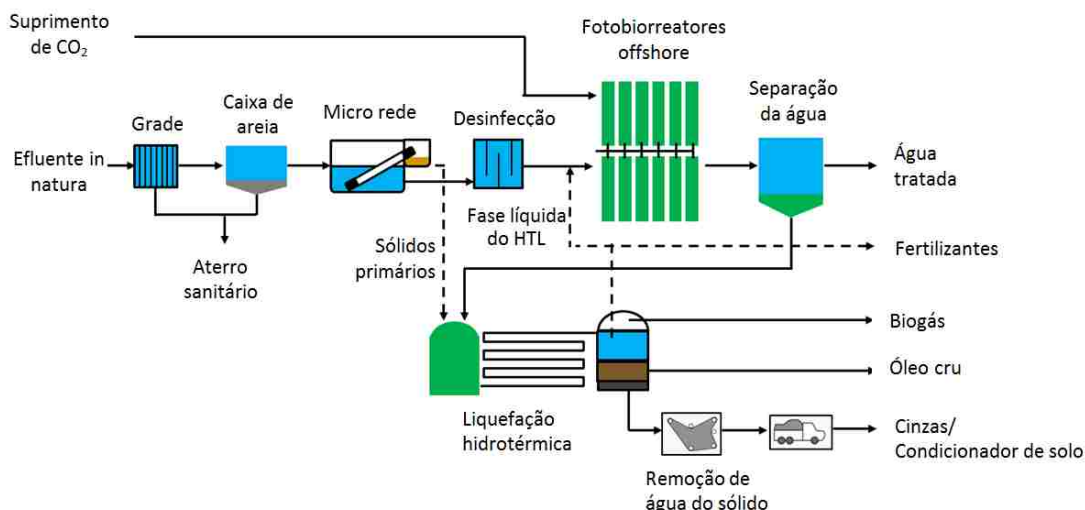 Suprimento
de CO₂
Fotobiorreatores
offshore
Separação
da água
Caixa de
areia
Micro rede
Desinfecção
Grade
Efluente in
natura
Água
tratada
Fase líquida
do HTL
Sólidos
primários
Fertilizantes
Aterro
sanitário
Biogás
Óleo cru
Liquefação
hidrotérmica
Cinzas/
Condicionador de solo
Remoção de
água do sólido